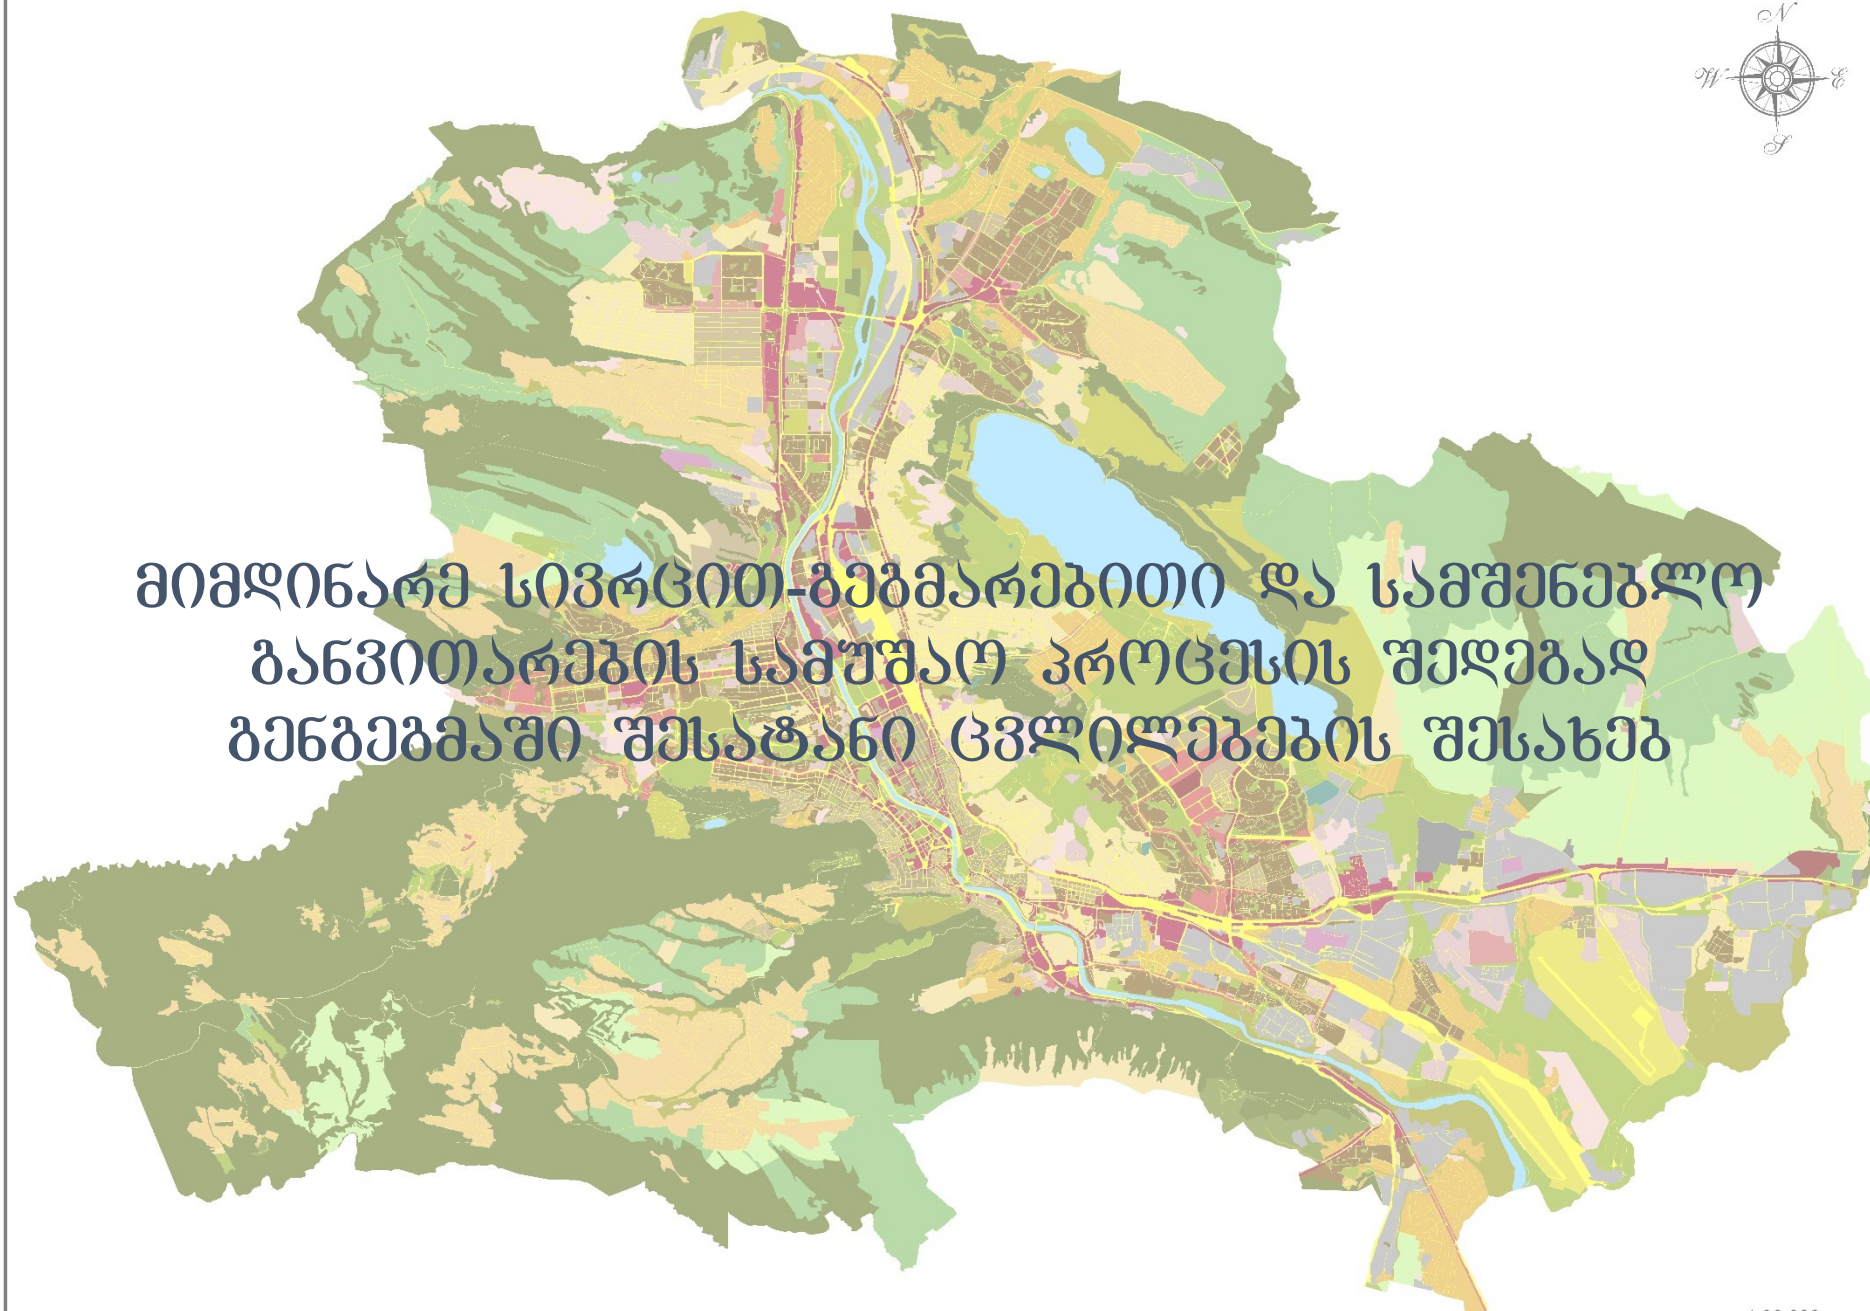 N
W E
S
მიმდინარე სივრცით-გეგმარებითი და სამშენებლო
განვითარების სამუშაო პროცესის შედეგად
გენგეგმაში შესატანი ცვლილებების შესახებ